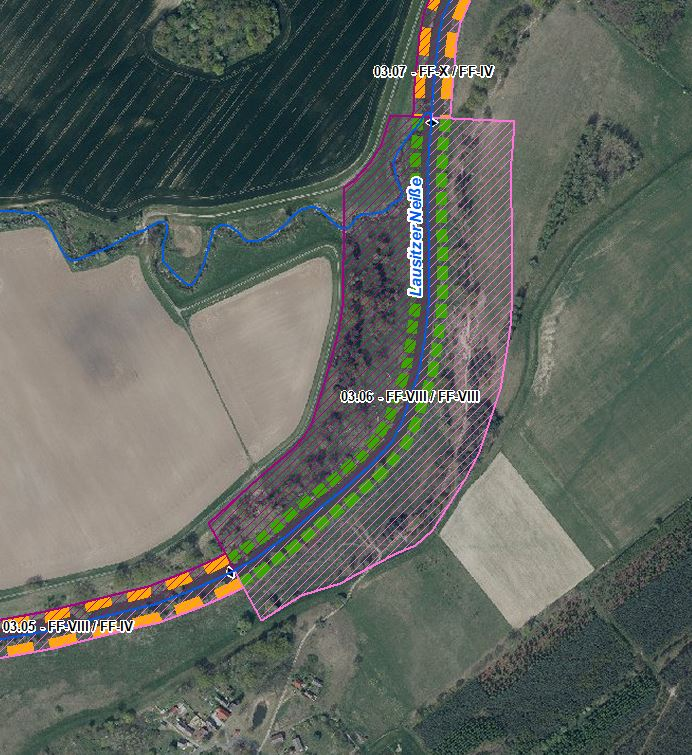 03.07 - FF-X / FF-IV
Lausitzer Neiße
03.06 - FF-VIII / FF-VIII
03.05 - FF-VIII / FF-IV